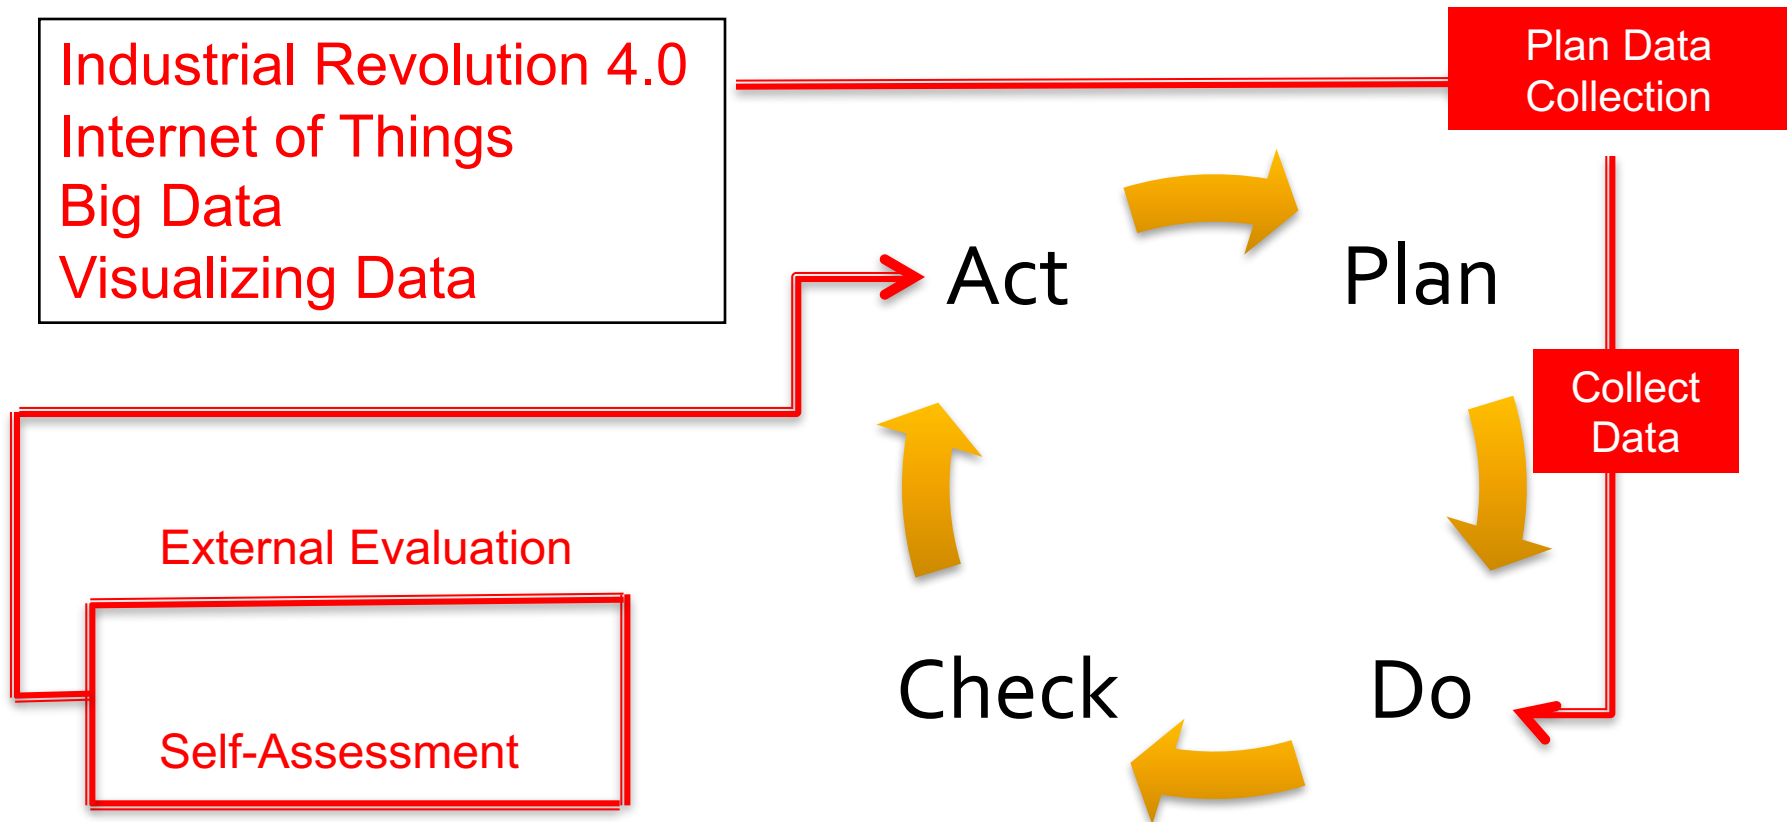 Industrial Revolution 4.0
Internet of Things
Big Data
Visualizing Data
Plan Data
Collection
Act
Plan
Collect
Data
External Evaluation
Check
Do
Self-Assessment